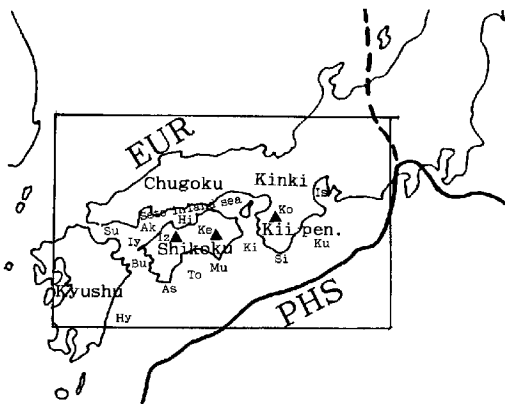 EUR
Chugoku
Kinki
Is
Seto Inland sea
Hi
Ak
Su
Ko
Kii pen.
Iy
Iz
Ke
Shikoku
Ki
Ku
Si
Bu
Mu
To
As
Kyushu
PHS
Hy